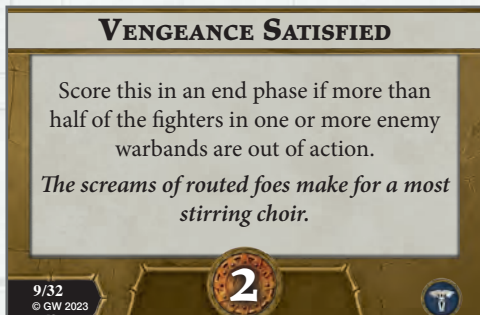 VENGEANCE SATISFIED
Score this in an end phase if more than
half of the fighters in one or more enemy
warbands are out of action.
The screams of routed foes make for a most
stirring choir.
2
9/32
© GW 2023